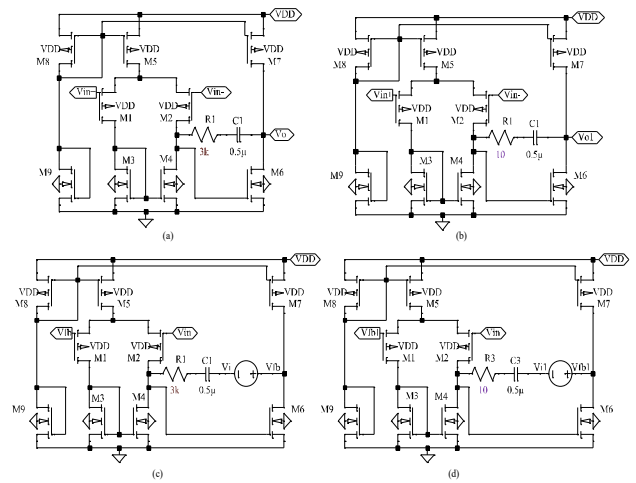 VDD
VDD
M8
VDD
M5
VDD
M7
Vin
VDD
M1
Vin-
VDD
M2
R1
3k
C1
0.5µ
Vo
M9
M3
M4
M6
(a)
VDD
VDD
M8
VDD
M5
VDD
M7
Vin1
VDD
M1
Vin-
VDD
M2
R1
10
C1
0.5µ
Vo1
M9
M3
M4
M6
(b)
VDD
VDD
M8
VDD
M5
VDD
M7
Vfb
VDD
M1
Vin
VDD
M2
R1
3k
C1
0.5µ
Vi
Vfb
M9
M3
M4
M6
(c)
VDD
VDD
M8
VDD
M5
VDD
M7
Vfb1
VDD
M1
Vin
VDD
M2
R3
10
C3
0.5µ
Vi1
Vfb1
M9
M3
M4
M6
(d)